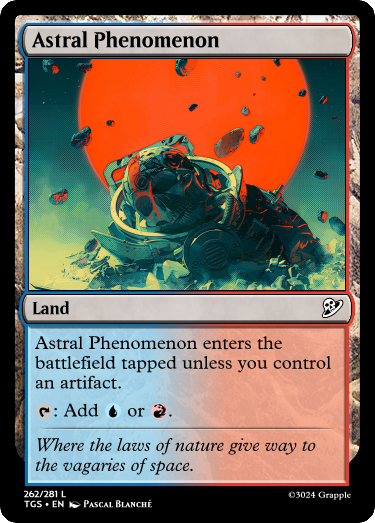 Astral Phenomenon
Land
Astral Phenomenon enters the
battlefield tapped unless you control
an artifact.
: Add or .
Where the laws of nature give way to
the vagaries of space.
262/281 L
TGS • EN Pascal Blanché
©3024 Grapple